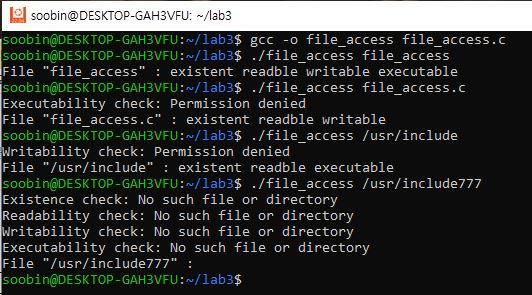 soobin@DESKTOP-GAH3VFU: ~/lab3
soobin@DESKTOP-GAH3VFU:~/lab3$ gcc -o file_access file_access.c
soobin@DESKTOP-GAH3VFU:~/lab3$ ./file_access file_access
File "file_access" : existent readble writable executable
soobin@DESKTOP-GAH3VFU:~/lab3$ ./file_access file_access.c
Executability check: Permission denied
File "file_access.c" : existent readble writable
soobin@DESKTOP-GAH3VFU:~/lab3$ ./file_access /usr/include
Writability check: Permission denied
File "/usr/include" : existent readble executable
soobin@DESKTOP-GAH3VFU:~/lab3$ ./file_access /usr/include777
Existence check: No such file or directory
Readability check: No such file or directory
Writability check: No such file or directory
Executability check: No such file or directory
File "/usr/include777" :
soobin@DESKTOP-GAH3VFU:~/lab3$